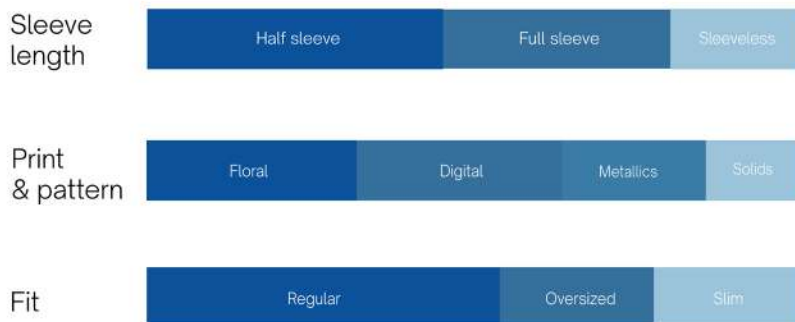 Sleeve
length
Half sleeve Full sleeve Sleeveless
Print
& pattern
Floral Digital Metallics Solids
Fit
Regular Oversized Slim